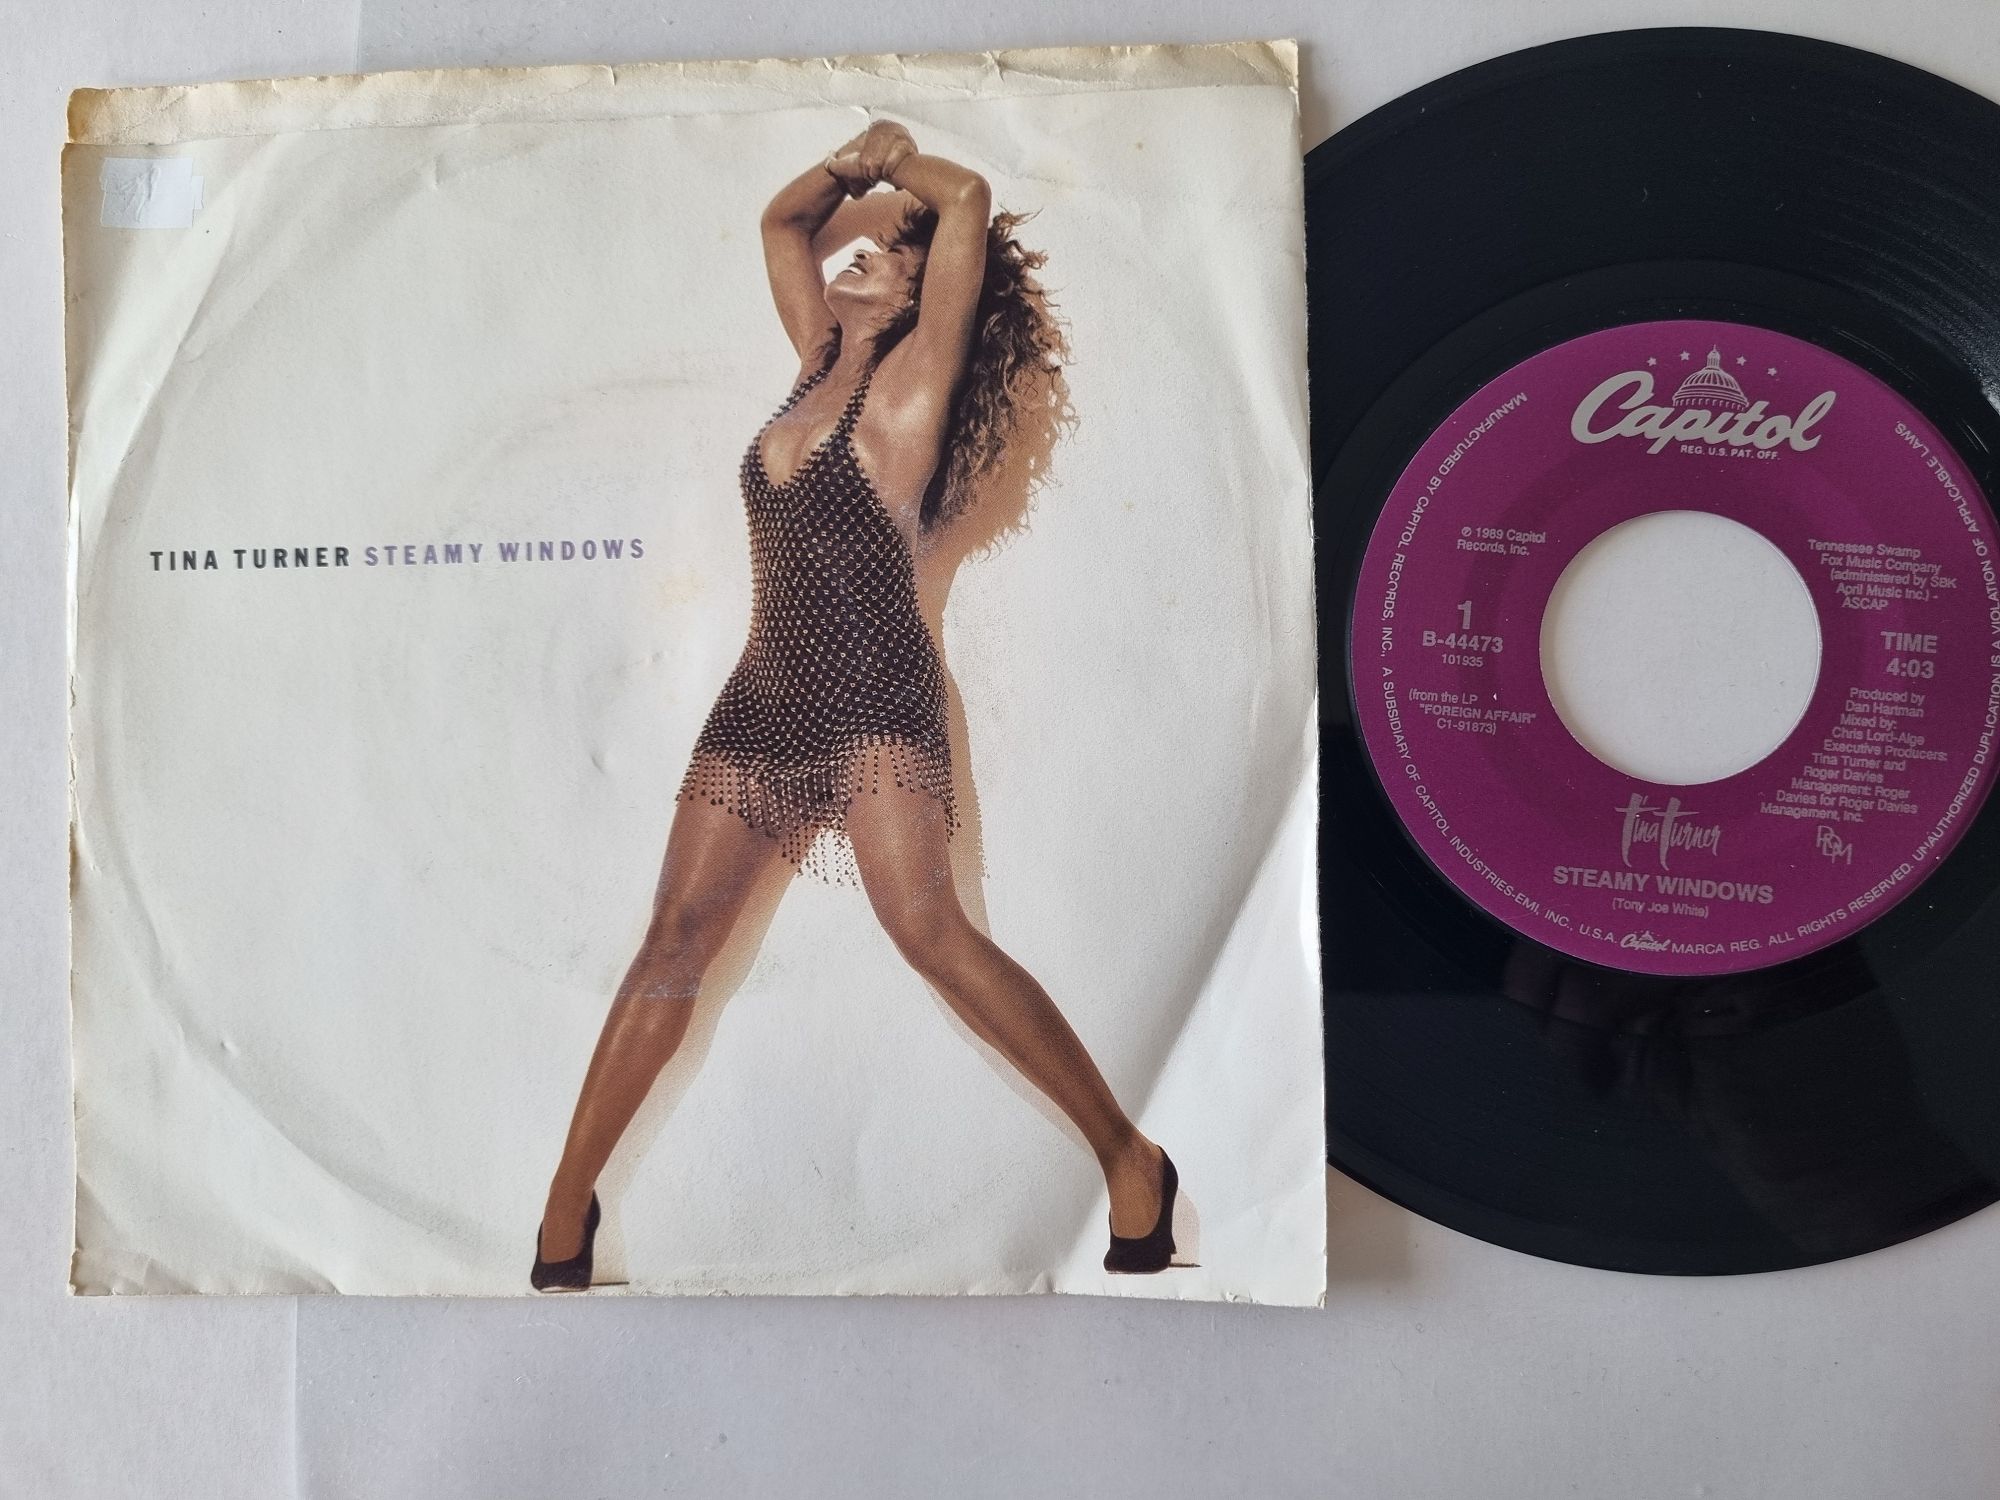 TINA TURNER STEAMY WINDOWS
Capitol
REG. U.S. PAT. OFF.
℗ 1989 Capitol
Records, Inc.
1
B-44473
101935
(from the LP
"FOREIGN AFFAIR"
C1-91873)
Tennessee Swamp
Fox Music Company
(administered by SBK
April Music Inc.) -
ASCAP
TIME
4:03
Produced by
Dan Hartman
Mixed by:
Chris Lord-Alge
Executive Producers:
Tina Turner and
Roger Davies
Management: Roger
Davies for Roger Davies
Management, Inc.
RDM
Tina Turner
STEAMY WINDOWS
(Tony Joe White)
MANUFACTURED BY CAPITOL RECORDS, INC., A SUBSIDIARY OF CAPITOL INDUSTRIES-EMI, INC., U.S.A. Capitol MARCA REG. ALL RIGHTS RESERVED. UNAUTHORIZED DUPLICATION IS A VIOLATION OF APPLICABLE LAWS.